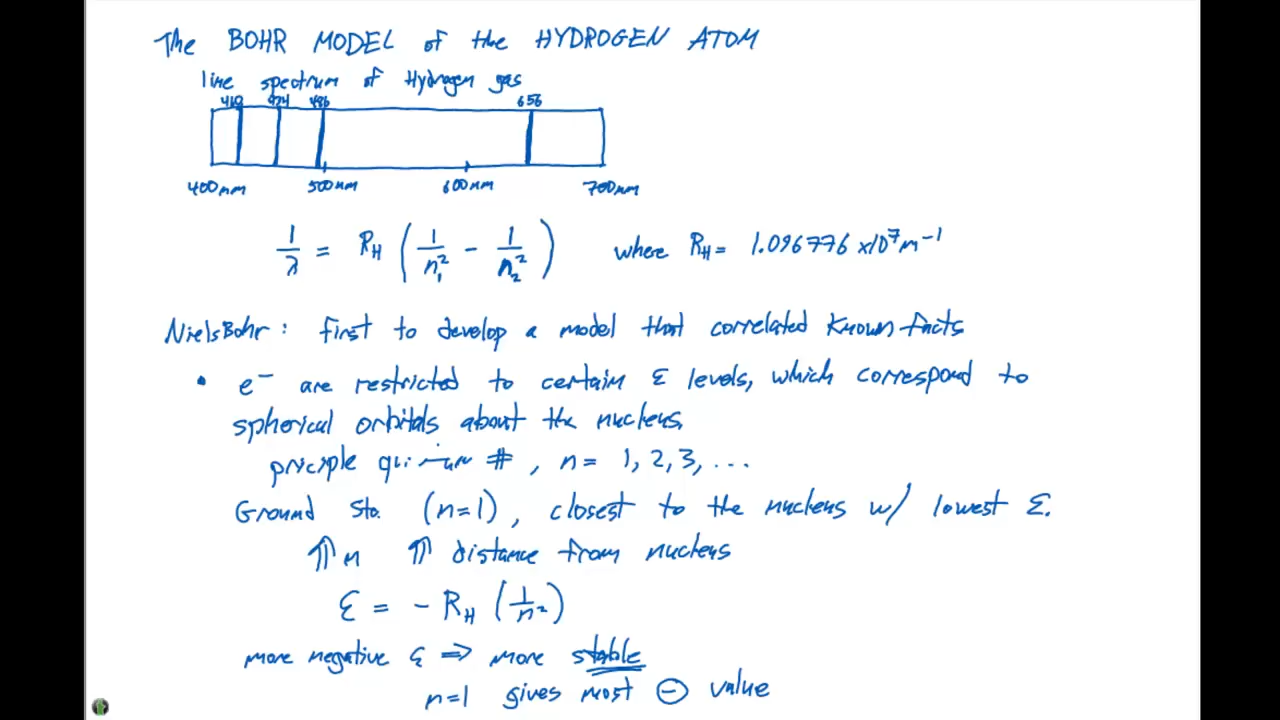 The BOHR MODEL of the HYDROGEN ATOM
line spectrum of Hydrogen gas
410 434 486 656
400nm 500nm 600nm 700nm
1/λ = R_H (1/n₁² - 1/n₂²) where R_H = 1.096776 x10⁷ m⁻¹
Niels Bohr: first to develop a model that correlated known facts
• e⁻ are restricted to certain E levels, which correspond to
spherical orbitals about the nucleus.
#, n = 1, 2, 3, ...
Ground (n=1), closest to the nucleus w/ lowest E.
⇑ n ⇑ distance from nucleus
E = - R_H (1/n²)
more negative E ⇒ more stable
n=1 gives most ⊖ value